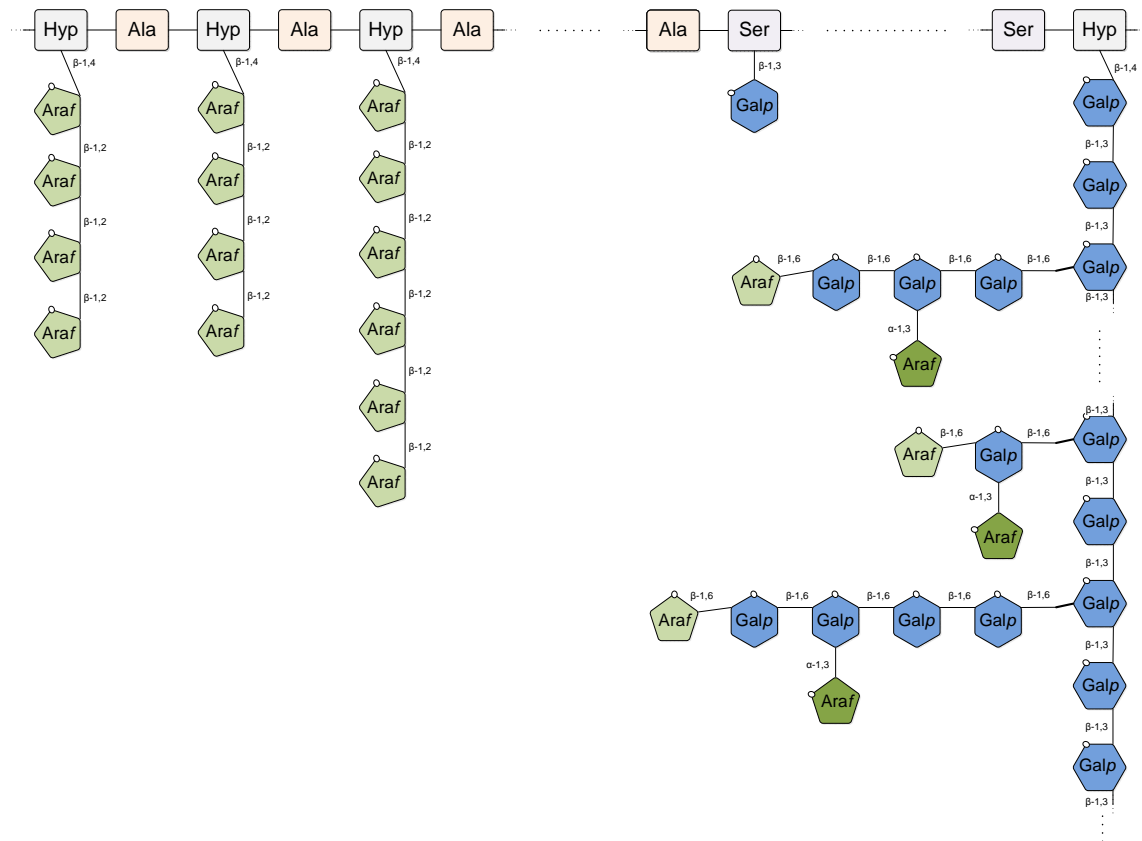 Hyp Ala Hyp Ala Hyp Ala Ala Ser Ser Hyp
β-1,4 β-1,4 β-1,4 β-1,3 β-1,4
Araf Araf Araf Galp Galp
β-1,2 β-1,2 β-1,2 β-1,3
Araf Araf Araf Galp
β-1,2 β-1,2 β-1,2 β-1,3
Araf Araf Araf β-1,6 β-1,6 β-1,6 β-1,6
Araf Galp Galp Galp Galp
β-1,2 β-1,2 β-1,2 β-1,3
Araf Araf Araf α-1,3
Araf
β-1,2 β-1,3
Araf β-1,6 β-1,6 Galp
Araf Galp
β-1,2 β-1,3
Araf α-1,3
Araf Galp
β-1,3
β-1,6 β-1,6 β-1,6 β-1,6 β-1,6 Galp
Araf Galp Galp Galp Galp
β-1,3
α-1,3
Araf Galp
β-1,3
Galp
β-1,3